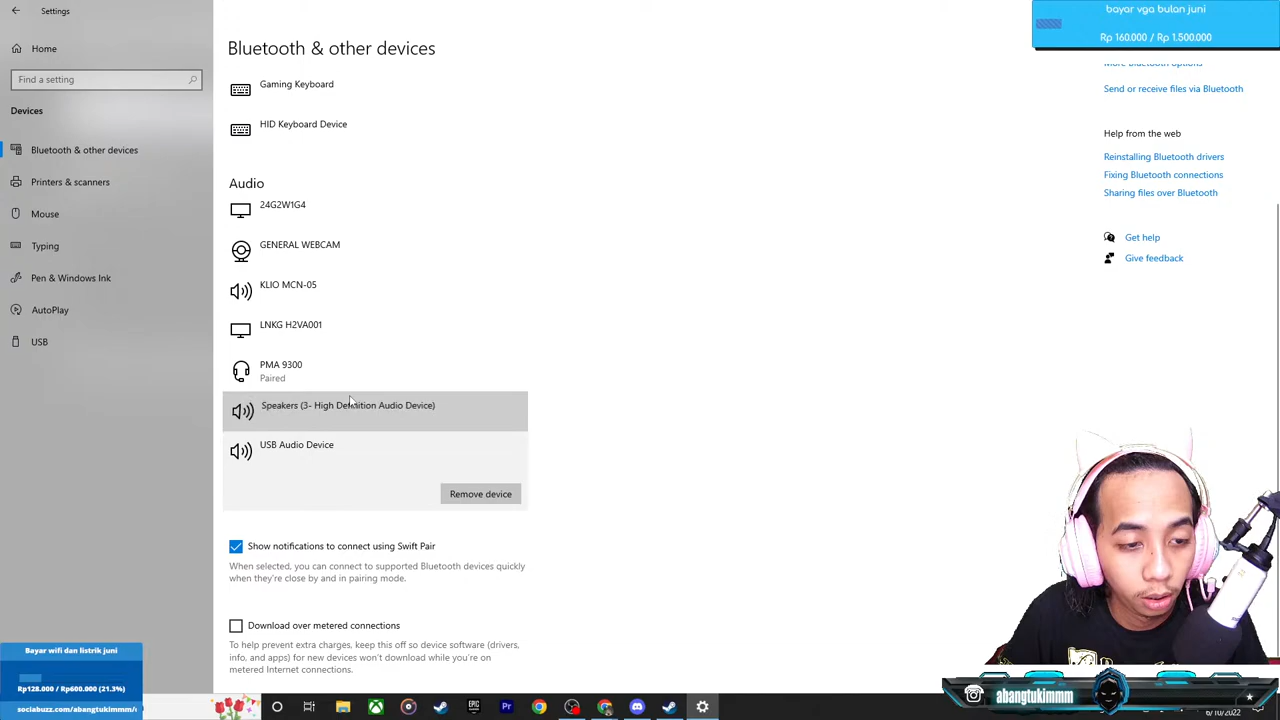 Settings
bayar vga bulan juni
Rp 160.000 / Rp 1.500.000
Home
Bluetooth & other devices
More Bluetooth options
Find a setting
Gaming Keyboard
Send or receive files via Bluetooth
Devices
HID Keyboard Device
Help from the web
Bluetooth & other devices
Reinstalling Bluetooth drivers
Printers & scanners
Audio
Fixing Bluetooth connections
Mouse
24G2W1G4
Sharing files over Bluetooth
Typing
GENERAL WEBCAM
Get help
Pen & Windows Ink
KLIO MCN-05
Give feedback
AutoPlay
LNKG H2VA001
USB
PMA 9300
Paired
Speakers (3- High Definition Audio Device)
USB Audio Device
Remove device
Show notifications to connect using Swift Pair
When selected, you can connect to supported Bluetooth devices quickly
when they're close by and in pairing mode.
Download over metered connections
To help prevent extra charges, keep this off so device software (drivers,
info, and apps) for new devices won't download while you're on
metered Internet connections.
Bayar wifi dan listrik juni
Rp128.000 / Rp600.000 (21.3%)
sociabuzz.com/abangtukimmm/
abangtukimmm
EPIC
Pr
6/10/2022